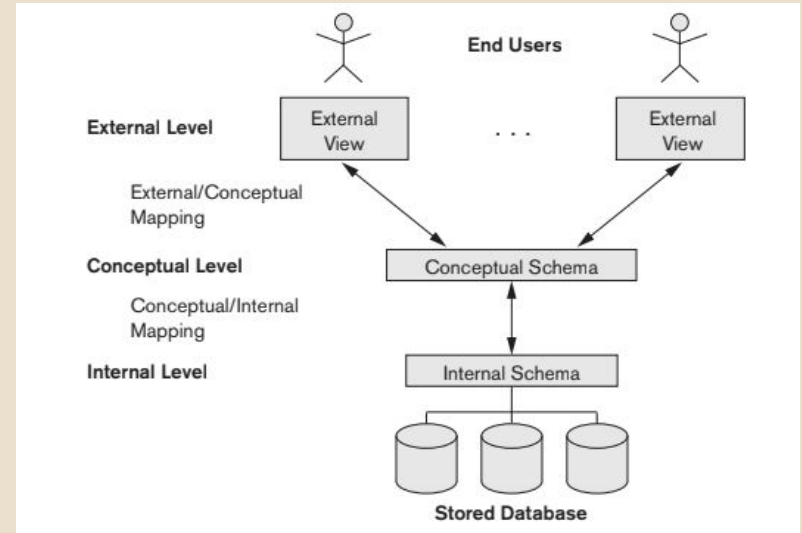 End Users
External Level
External
View
. . .
External
View
External/Conceptual
Mapping
Conceptual Level
Conceptual Schema
Conceptual/Internal
Mapping
Internal Level
Internal Schema
Stored Database